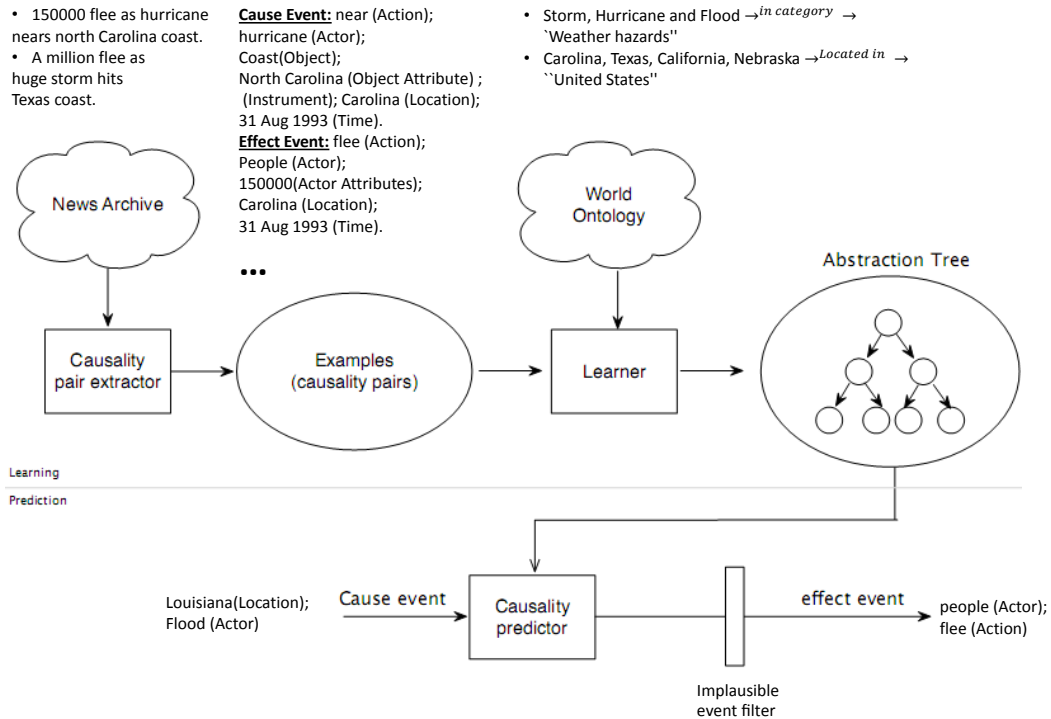 • 150000 flee as hurricane
nears north Carolina coast.
• A million flee as
huge storm hits
Texas coast.
Cause Event: near (Action);
hurricane (Actor);
Coast(Object);
North Carolina (Object Attribute) ;
(Instrument); Carolina (Location);
31 Aug 1993 (Time).
Effect Event: flee (Action);
People (Actor);
150000(Actor Attributes);
Carolina (Location);
31 Aug 1993 (Time).
...
• Storm, Hurricane and Flood →in category →
`Weather hazards''
• Carolina, Texas, California, Nebraska →Located in →
``United States''
News Archive
World
Ontology
Abstraction Tree
Causality
pair extractor
Examples
(causality pairs)
Learner
Learning
Prediction
Louisiana(Location);
Flood (Actor)
Cause event
Causality
predictor
effect event
people (Actor);
flee (Action)
Implausible
event filter